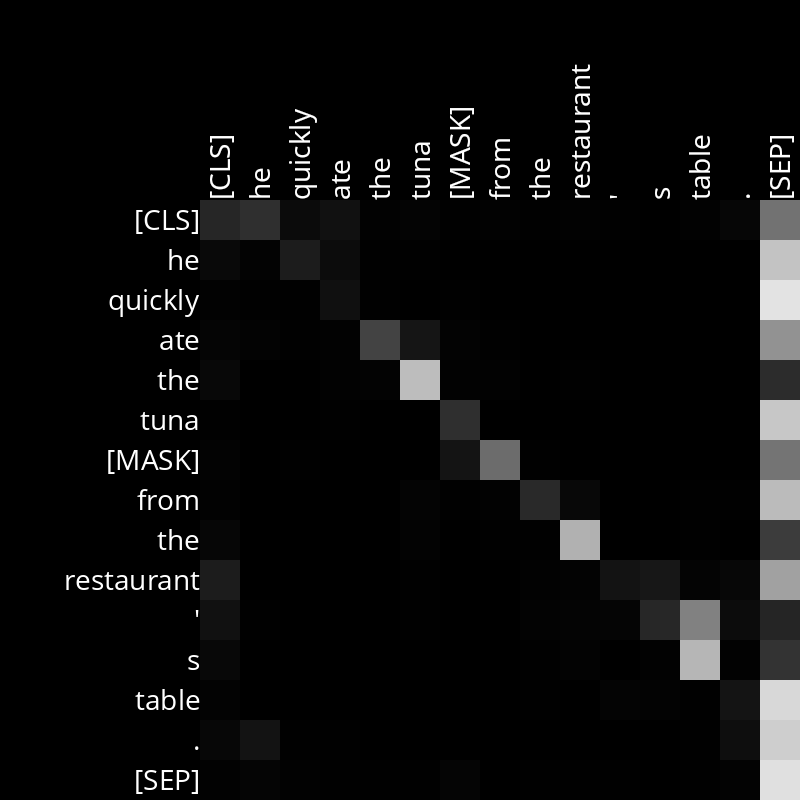 [CLS] he quickly ate the tuna [MASK] from the restaurant ' s table . [SEP]
[CLS]
he
quickly
ate
the
tuna
[MASK]
from
the
restaurant
'
s
table
.
[SEP]